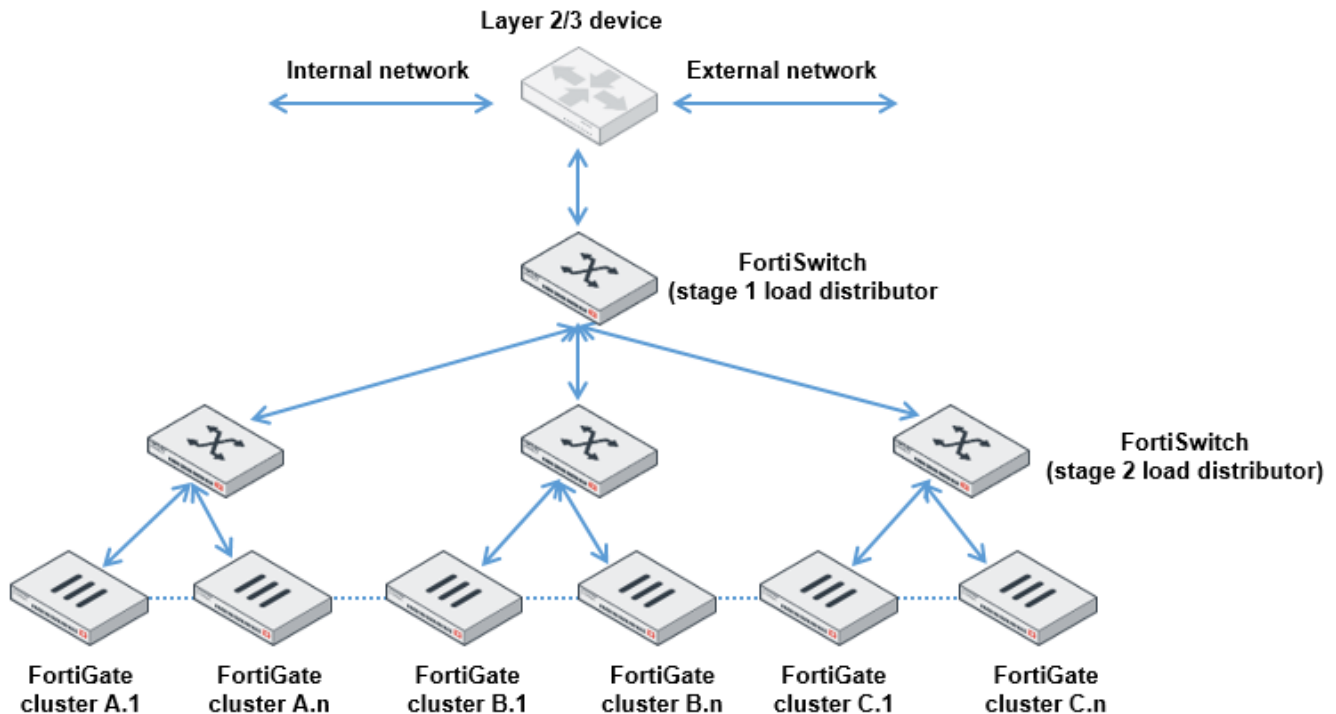 Layer 2/3 device
Internal network
External network
FortiSwitch
(stage 1 load distributor
FortiSwitch
(stage 2 load distributor)
FortiGate
cluster A.1
FortiGate
cluster A.n
FortiGate
cluster B.1
FortiGate
cluster B.n
FortiGate
cluster C.1
FortiGate
cluster C.n